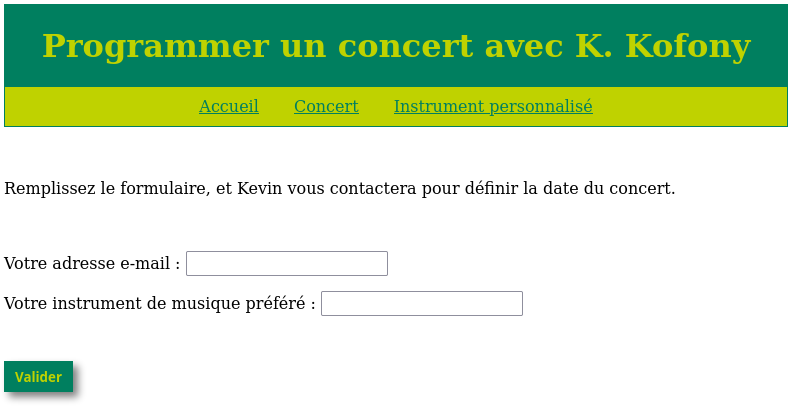 Programmer un concert avec K. Kofony
Accueil Concert Instrument personnalisé
Remplissez le formulaire, et Kevin vous contactera pour définir la date du concert.
Votre adresse e-mail :
Votre instrument de musique préféré :
Valider